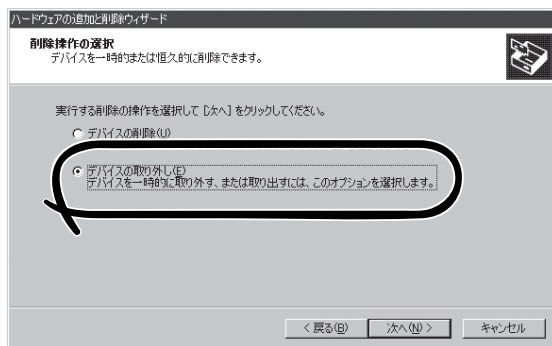 ハードウェアの追加と削除ウィザード
削除操作の選択
デバイスを一時的または恒久的に削除できます。
実行する削除の操作を選択して [次へ] をクリックしてください。
デバイスの削除(U)
デバイスの取り外し(E)
デバイスを一時的に取り外す、または取り出すには、このオプションを選択します。
< 戻る(B) 次へ(N) > キャンセル